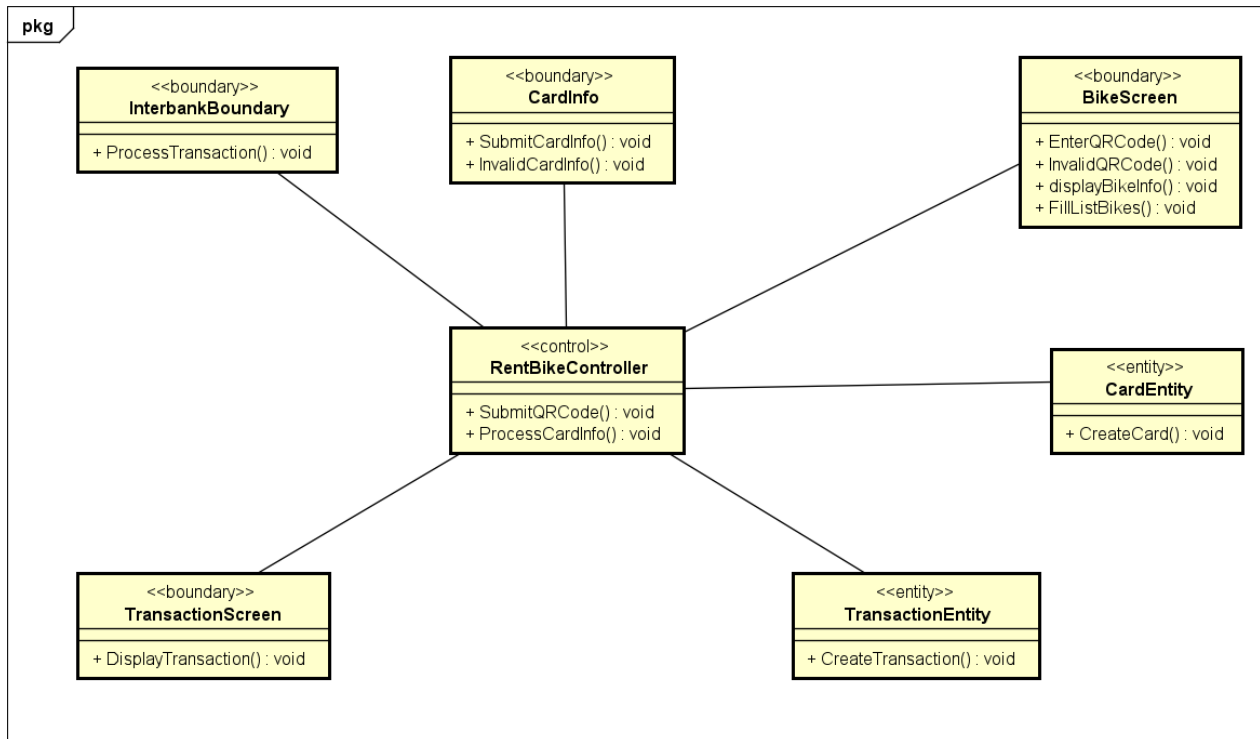 pkg
<<boundary>>
InterbankBoundary
+ ProcessTransaction() : void
<<boundary>>
CardInfo
+ SubmitCardInfo() : void
+ InvalidCardInfo() : void
<<boundary>>
BikeScreen
+ EnterQRCode() : void
+ InvalidQRCode() : void
+ displayBikeInfo() : void
+ FillListBikes() : void
<<control>>
RentBikeController
+ SubmitQRCode() : void
+ ProcessCardInfo() : void
<<entity>>
CardEntity
+ CreateCard() : void
<<boundary>>
TransactionScreen
+ DisplayTransaction() : void
<<entity>>
TransactionEntity
+ CreateTransaction() : void